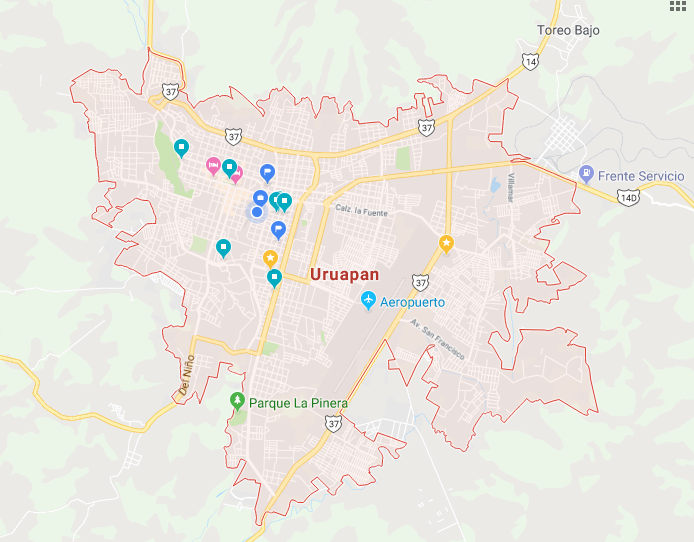 Toreo Bajo
14
37
37
37
Frente Servicio
Villamar
14D
Calz. la Fuente
Uruapan
37
Aeropuerto
Av. San Francisco
Del Niño
Parque La Pinera
37